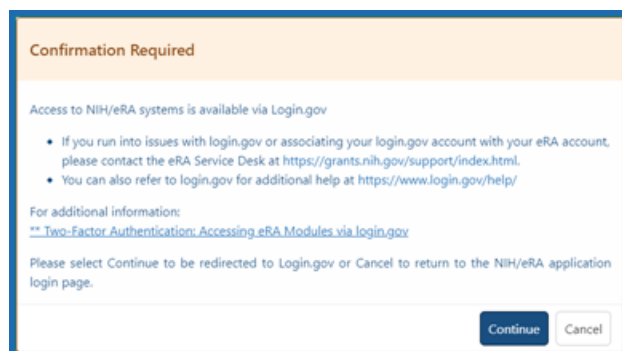 Confirmation Required
Access to NIH/eRA systems is available via Login.gov
• If you run into issues with login.gov or associating your login.gov account with your eRA account,
please contact the eRA Service Desk at https://grants.nih.gov/support/index.html.
• You can also refer to login.gov for additional help at https://www.login.gov/help/
For additional information:
** Two-Factor Authentication: Accessing eRA Modules via login.gov
Please select Continue to be redirected to Login.gov or Cancel to return to the NIH/eRA application
login page.
Continue Cancel